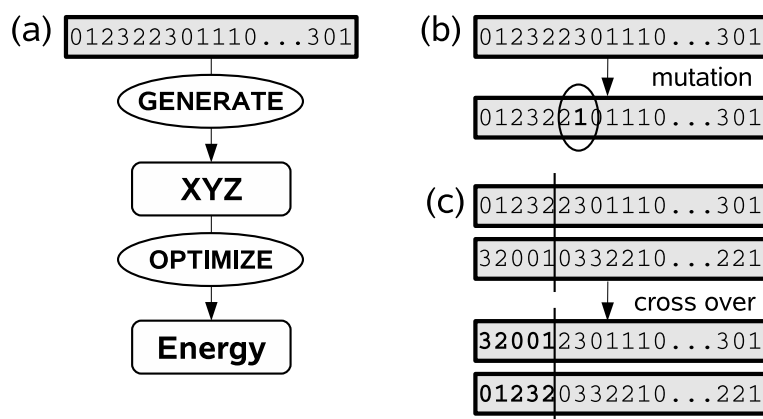 (a)
012322301110...301
GENERATE
XYZ
OPTIMIZE
Energy
(b)
012322301110...301
mutation
012322101110...301
(c)
012322301110...301
320010332210...221
cross over
320012301110...301
012320332210...221